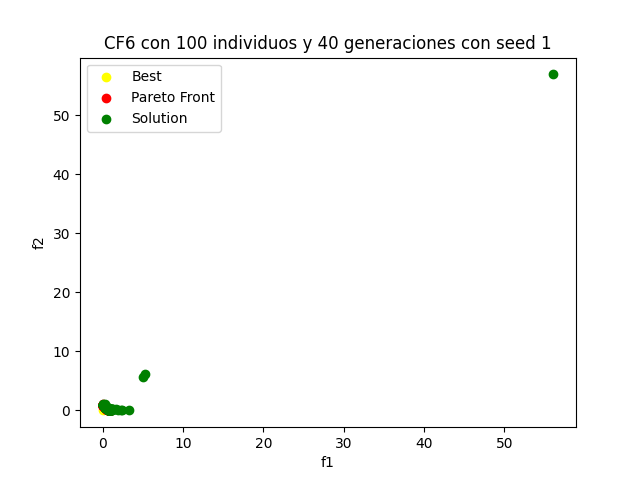 CF6 con 100 individuos y 40 generaciones con seed 1
Best
Pareto Front
Solution
50
40
30
20
10
0
f2
0 10 20 30 40 50
f1